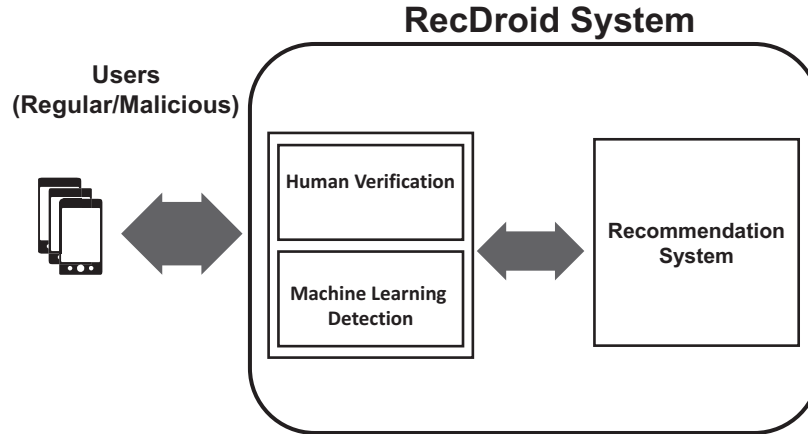 RecDroid System
Users
(Regular/Malicious)
Human Verification
Machine Learning
Detection
Recommendation
System